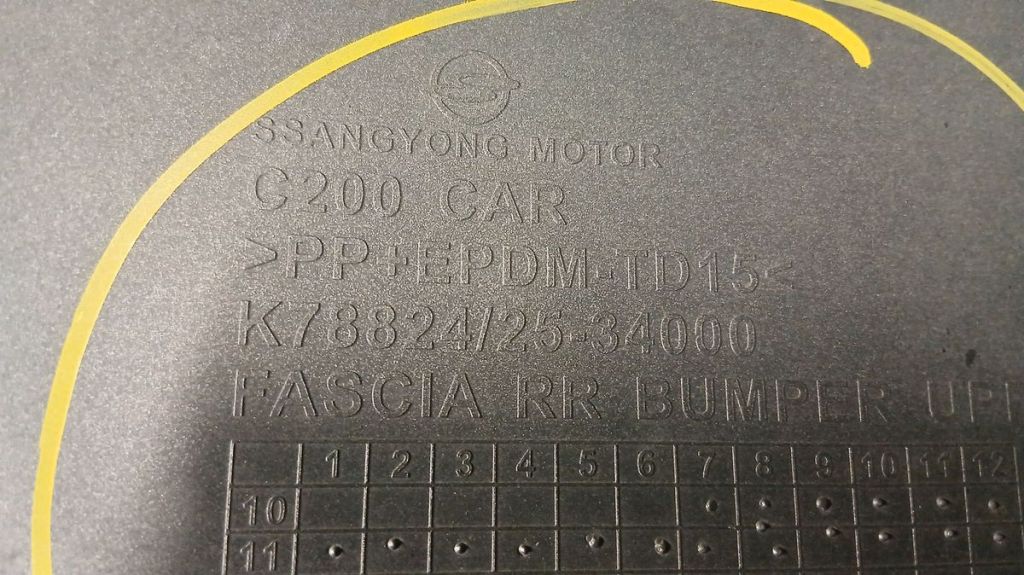 SSANGYONG MOTOR
C200 CAR
>PP+EPDM-TD15<
K78824/25-34000
FASCIA RR BUMPER
1 2 3 4 5 6 7 8 9 10 11 12
10
11